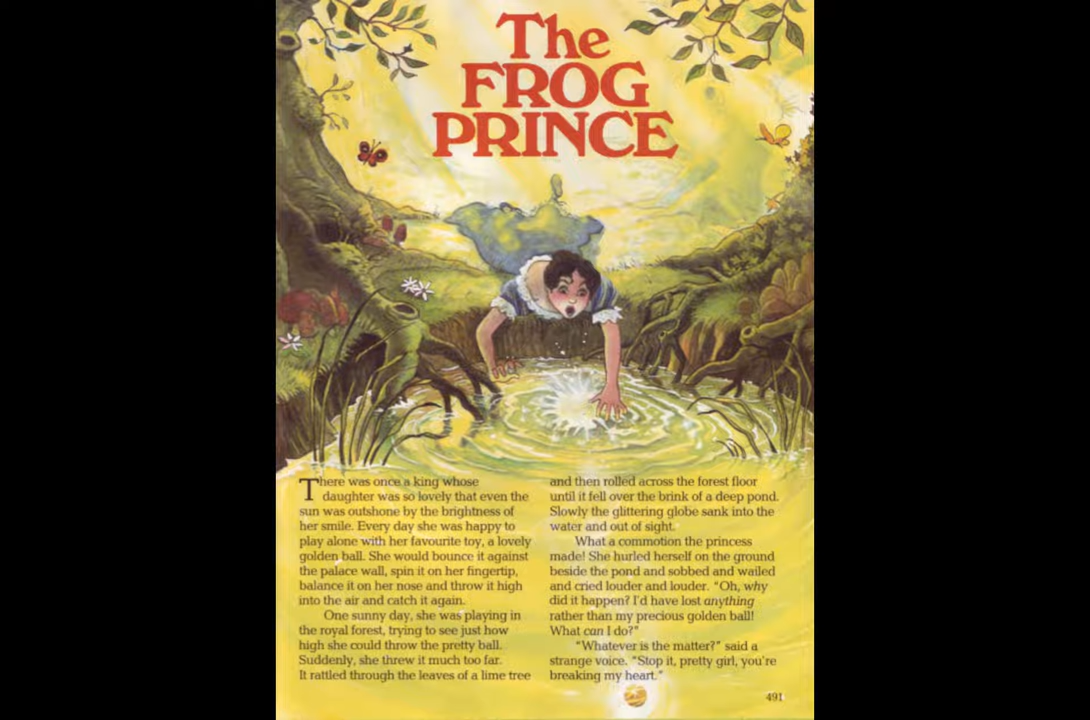 The
FROG
PRINCE
There was once a king whose
daughter was so lovely that even the
sun was outshone by the brightness of
her smile. Every day she was happy to
play alone with her favourite toy, a lovely
golden ball. She would bounce it against
the palace wall, spin it on her fingertip,
balance it on her nose and throw it high
into the air and catch it again.
One sunny day, she was playing in
the royal forest, trying to see just how
high she could throw the pretty ball.
Suddenly, she threw it much too far.
It rattled through the leaves of a lime tree
and then rolled across the forest floor
until it fell over the brink of a deep pond.
Slowly the glittering globe sank into the
water and out of sight.
What a commotion the princess
made! She hurled herself on the ground
beside the pond and sobbed and wailed
and cried louder and louder. "Oh, why
did it happen? I'd have lost anything
rather than my precious golden ball!
What can I do?"
"Whatever is the matter?" said a
strange voice. "Stop it, pretty girl, you're
breaking my heart."
491